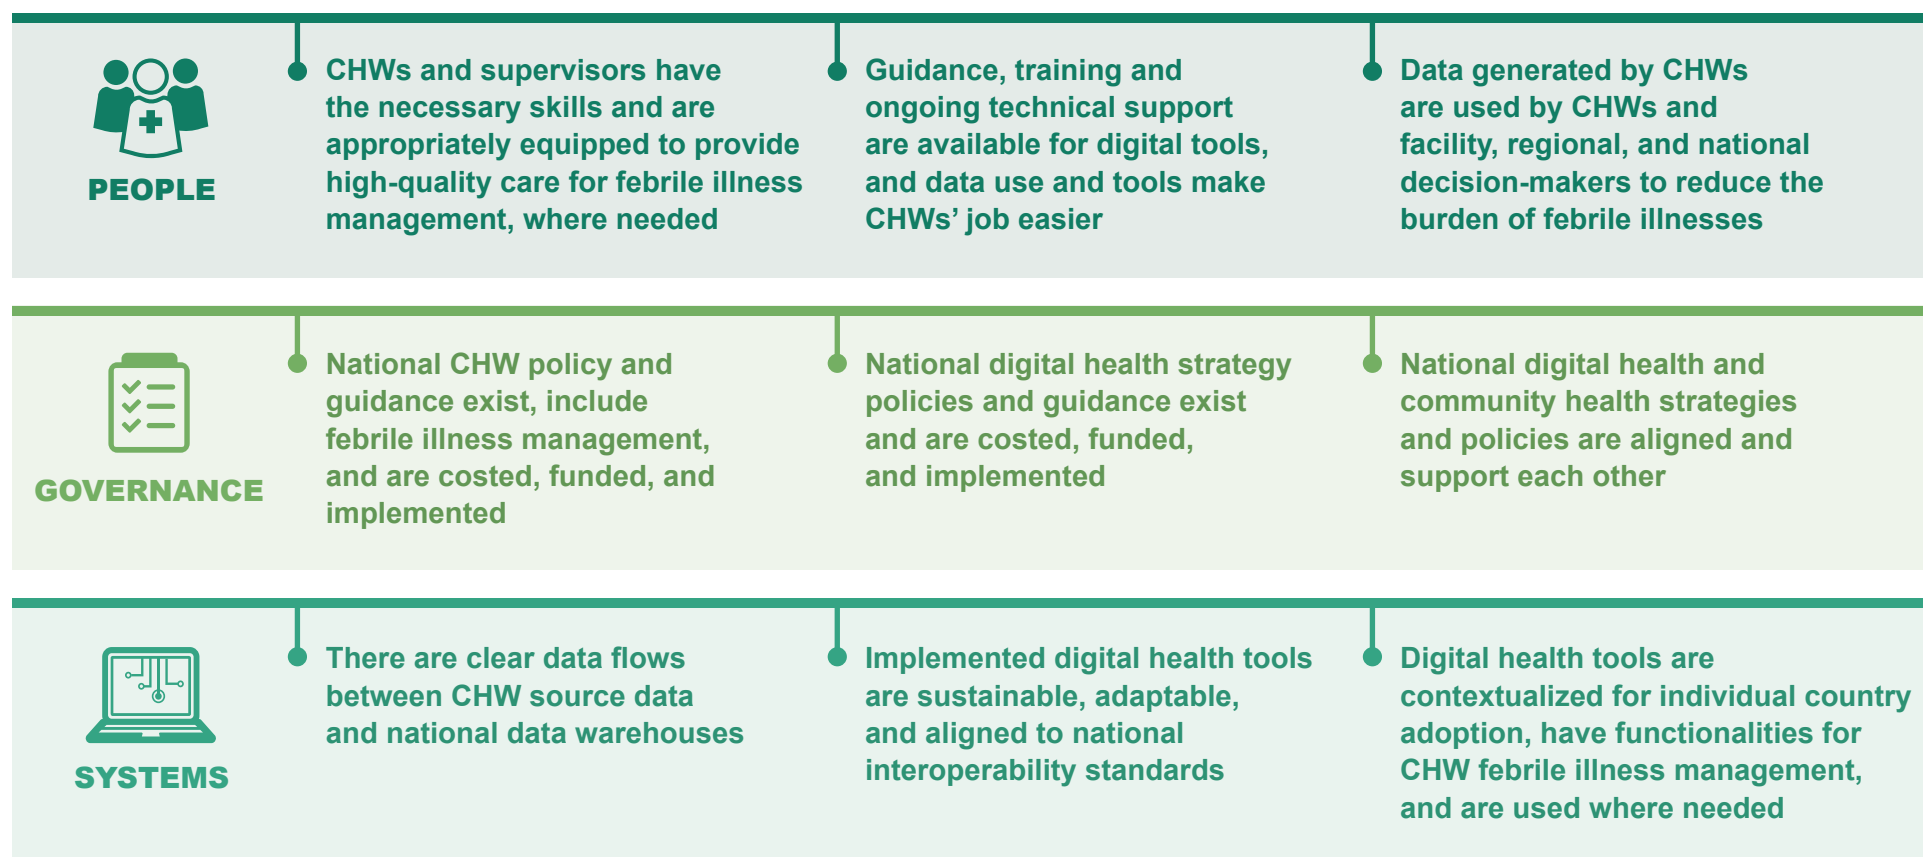 PEOPLE
CHWs and supervisors have
the necessary skills and are
appropriately equipped to provide
high-quality care for febrile illness
management, where needed
Guidance, training and
ongoing technical support
are available for digital tools,
and data use and tools make
CHWs’ job easier
Data generated by CHWs
are used by CHWs and
facility, regional, and national
decision-makers to reduce the
burden of febrile illnesses
GOVERNANCE
National CHW policy and
guidance exist, include
febrile illness management,
and are costed, funded, and
implemented
National digital health strategy
policies and guidance exist
and are costed, funded,
and implemented
National digital health and
community health strategies
and policies are aligned and
support each other
SYSTEMS
There are clear data flows
between CHW source data
and national data warehouses
Implemented digital health tools
are sustainable, adaptable,
and aligned to national
interoperability standards
Digital health tools are
contextualized for individual country
adoption, have functionalities for
CHW febrile illness management,
and are used where needed